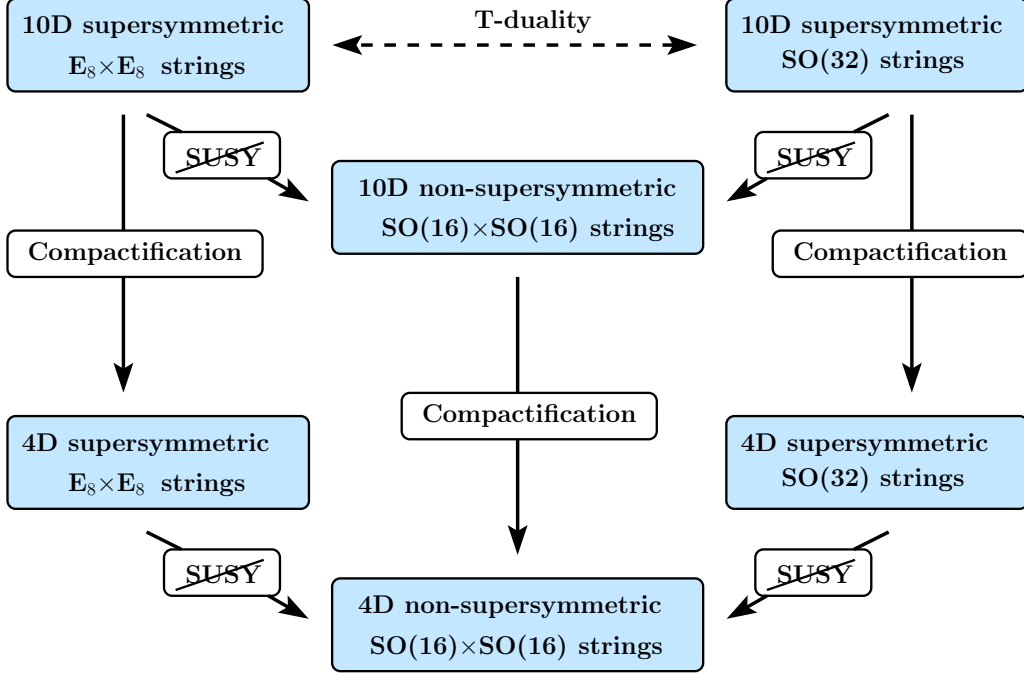 10D supersymmetric
E₈×E₈ strings
T-duality
10D supersymmetric
SO(32) strings
SUSY
SUSY
10D non-supersymmetric
SO(16)×SO(16) strings
Compactification
Compactification
Compactification
4D supersymmetric
E₈×E₈ strings
4D supersymmetric
SO(32) strings
SUSY
SUSY
4D non-supersymmetric
SO(16)×SO(16) strings